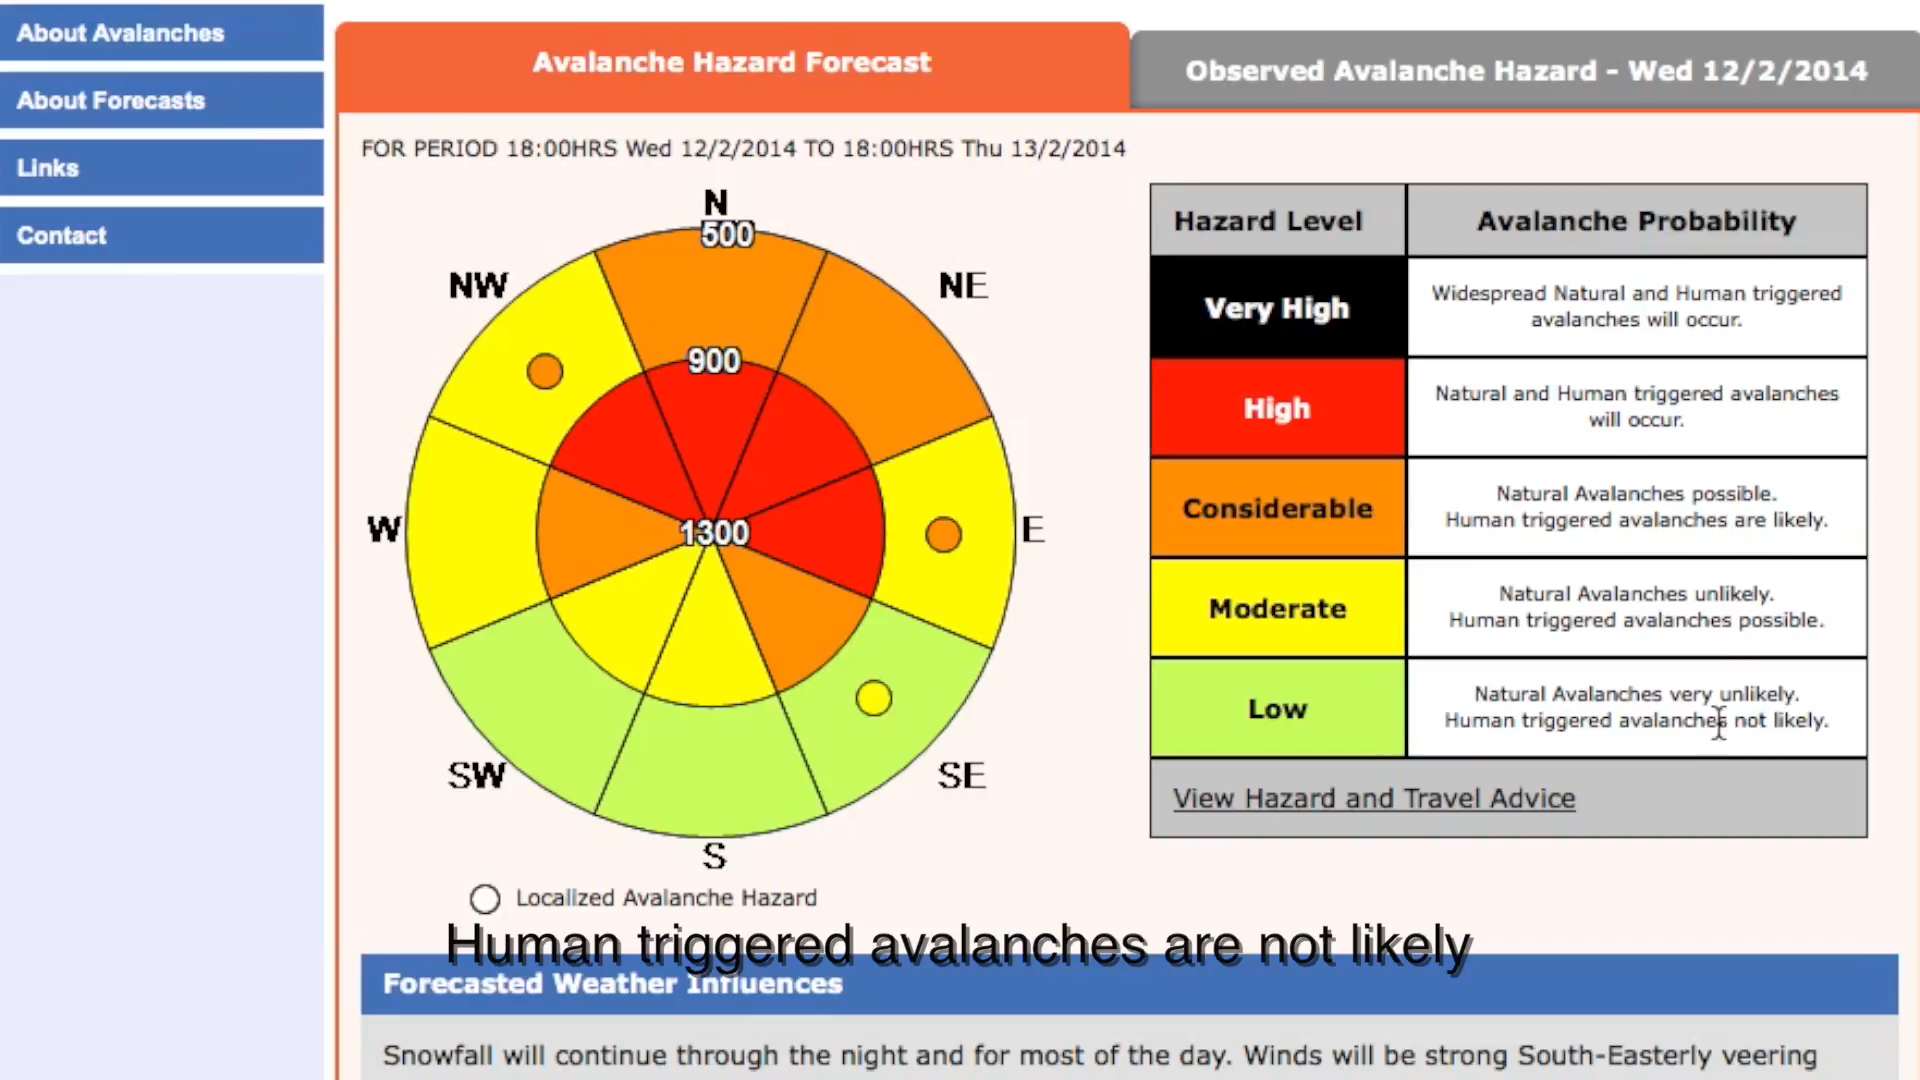 About Avalanches
About Forecasts
Links
Contact
Avalanche Hazard Forecast
Observed Avalanche Hazard - Wed 12/2/2014
FOR PERIOD 18:00HRS Wed 12/2/2014 TO 18:00HRS Thu 13/2/2014
N
500
NW
NE
900
W
1300
E
SW
SE
S
Localized Avalanche Hazard
Hazard Level
Avalanche Probability
Very High
Widespread Natural and Human triggered
avalanches will occur.
High
Natural and Human triggered avalanches
will occur.
Considerable
Natural Avalanches possible.
Human triggered avalanches are likely.
Moderate
Natural Avalanches unlikely.
Human triggered avalanches possible.
Low
Natural Avalanches very unlikely.
Human triggered avalanches not likely.
View Hazard and Travel Advice
Human triggered avalanches are not likely
Forecasted Weather Influences
Snowfall will continue through the night and for most of the day. Winds will be strong South-Easterly veering